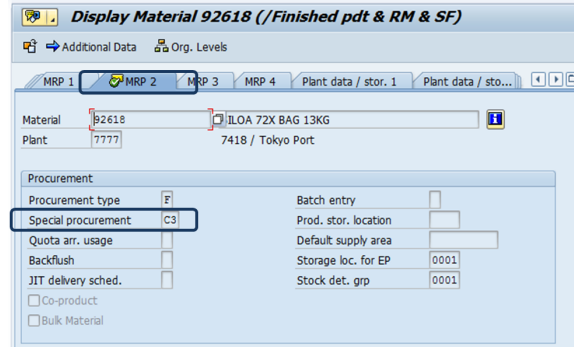 Display Material 92618 (/Finished pdt & RM & SF)
Additional Data Org. Levels
MRP 1 MRP 2 MRP 3 MRP 4 Plant data / stor. 1 Plant data / sto...
Material 92618 ILOA 72X BAG 13KG
Plant 7777 7418 / Tokyo Port
Procurement
Procurement type F Batch entry
Special procurement C3 Prod. stor. location
Quota arr. usage Default supply area
Backflush Storage loc. for EP 0001
JIT delivery sched. Stock det. grp 0001
Co-product
Bulk Material